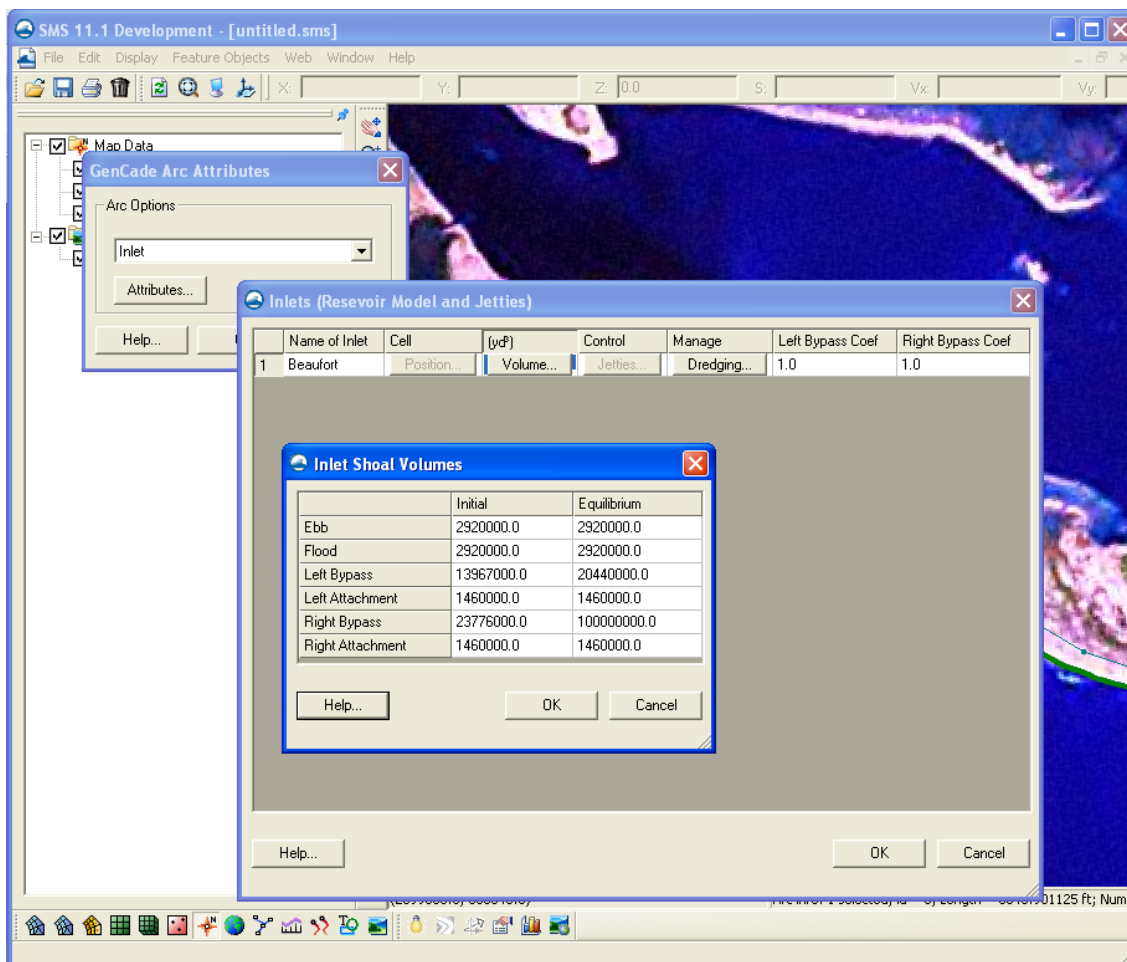 SMS 11.1 Development - [untitled.sms]
File Edit Display Feature Objects Web Window Help
X: Y: Z: 0.0 S: Vx: Vy:
Map Data
GenCade Arc Attributes
Arc Options
Inlet
Attributes...
Help...
Inlets (Resevoir Model and Jetties)
Name of Inlet Cell (yd³) Control Manage Left Bypass Coef Right Bypass Coef
1 Beaufort Position... Volume... Jetties... Dredging... 1.0 1.0
Inlet Shoal Volumes
Initial Equilibrium
Ebb 2920000.0 2920000.0
Flood 2920000.0 2920000.0
Left Bypass 13967000.0 20440000.0
Left Attachment 1460000.0 1460000.0
Right Bypass 23776000.0 100000000.0
Right Attachment 1460000.0 1460000.0
Help... OK Cancel
Help... OK Cancel
01125 ft; Num